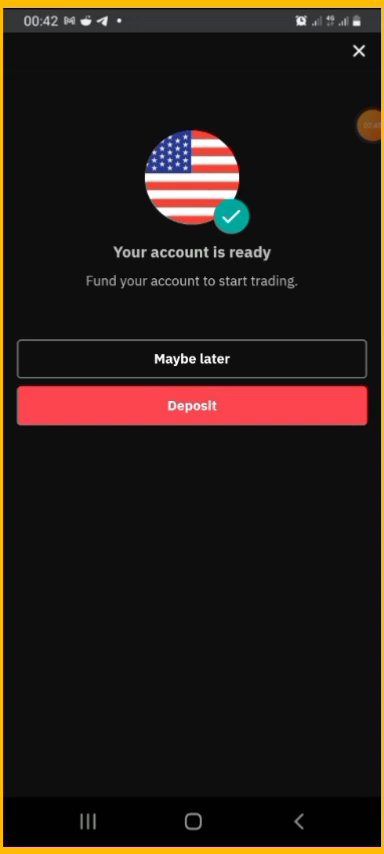 00:42
Your account is ready
Fund your account to start trading.
Maybe later
Deposit